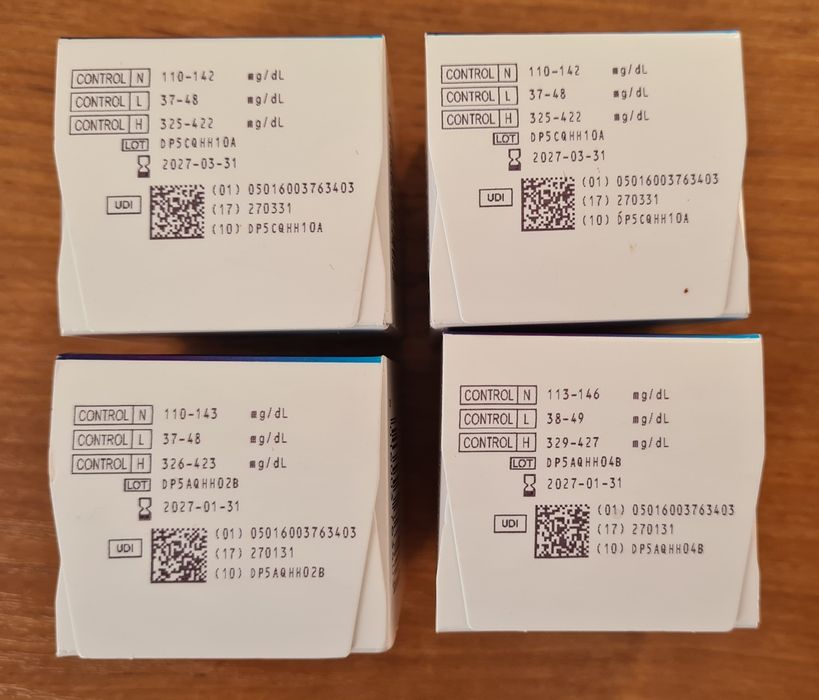 CONTROL N 110-142 mg/dL
CONTROL L 37-48 mg/dL
CONTROL H 325-422 mg/dL
LOT DP5CQHH10A
2027-03-31
UDI
(01) 05016003763403
(17) 270331
(10) DP5CQHH10A
CONTROL N 110-142 mg/dL
CONTROL L 37-48 mg/dL
CONTROL H 325-422 mg/dL
LOT DP5CQHH10A
2027-03-31
UDI
(01) 05016003763403
(17) 270331
(10) DP5CQHH10A
CONTROL N 110-143 mg/dL
CONTROL L 37-48 mg/dL
CONTROL H 326-423 mg/dL
LOT DP5AQHH02B
2027-01-31
UDI
(01) 05016003763403
(17) 270131
(10) DP5AQHH02B
CONTROL N 113-146 mg/dL
CONTROL L 38-49 mg/dL
CONTROL H 329-427 mg/dL
LOT DP5AQHH04B
2027-01-31
UDI
(01) 05016003763403
(17) 270131
(10) DP5AQHH04B